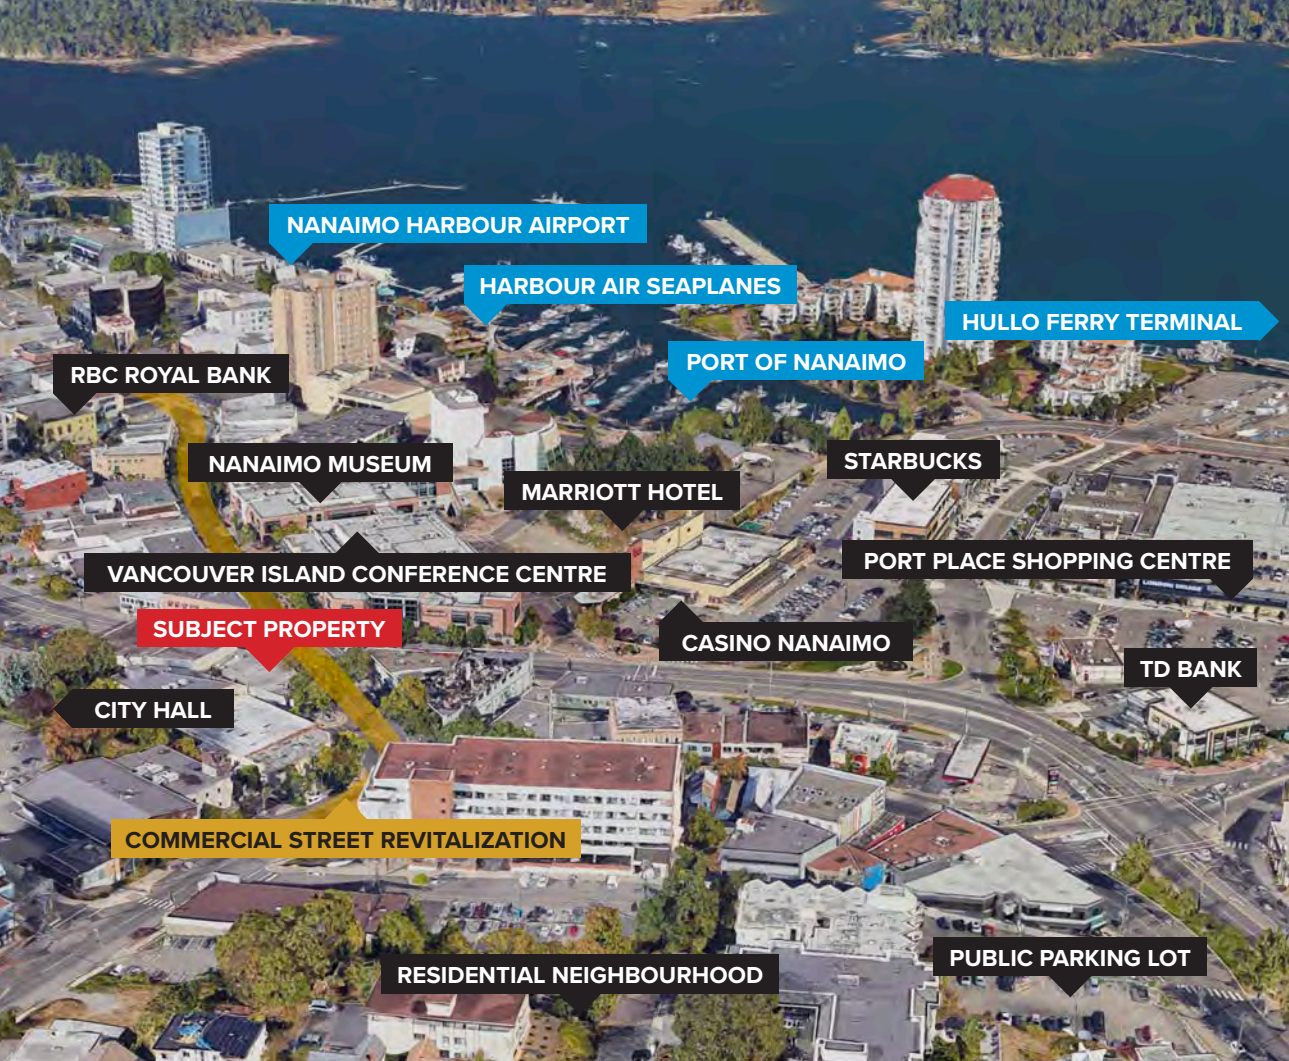 NANAIMO HARBOUR AIRPORT
HARBOUR AIR SEAPLANES
HULLO FERRY TERMINAL
PORT OF NANAIMO
RBC ROYAL BANK
NANAIMO MUSEUM
STARBUCKS
MARRIOTT HOTEL
PORT PLACE SHOPPING CENTRE
VANCOUVER ISLAND CONFERENCE CENTRE
SUBJECT PROPERTY
CASINO NANAIMO
TD BANK
CITY HALL
COMMERCIAL STREET REVITALIZATION
PUBLIC PARKING LOT
RESIDENTIAL NEIGHBOURHOOD